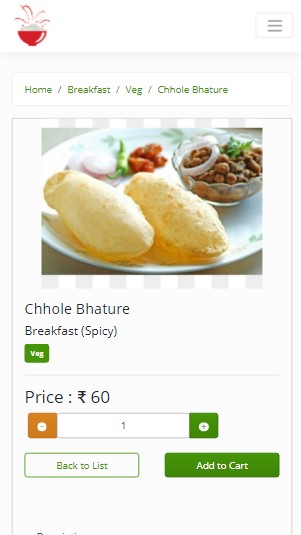 Home / Breakfast / Veg / Chhole Bhature
Chhole Bhature
Breakfast (Spicy)
Veg
Price : ₹ 60
1
Back to List
Add to Cart